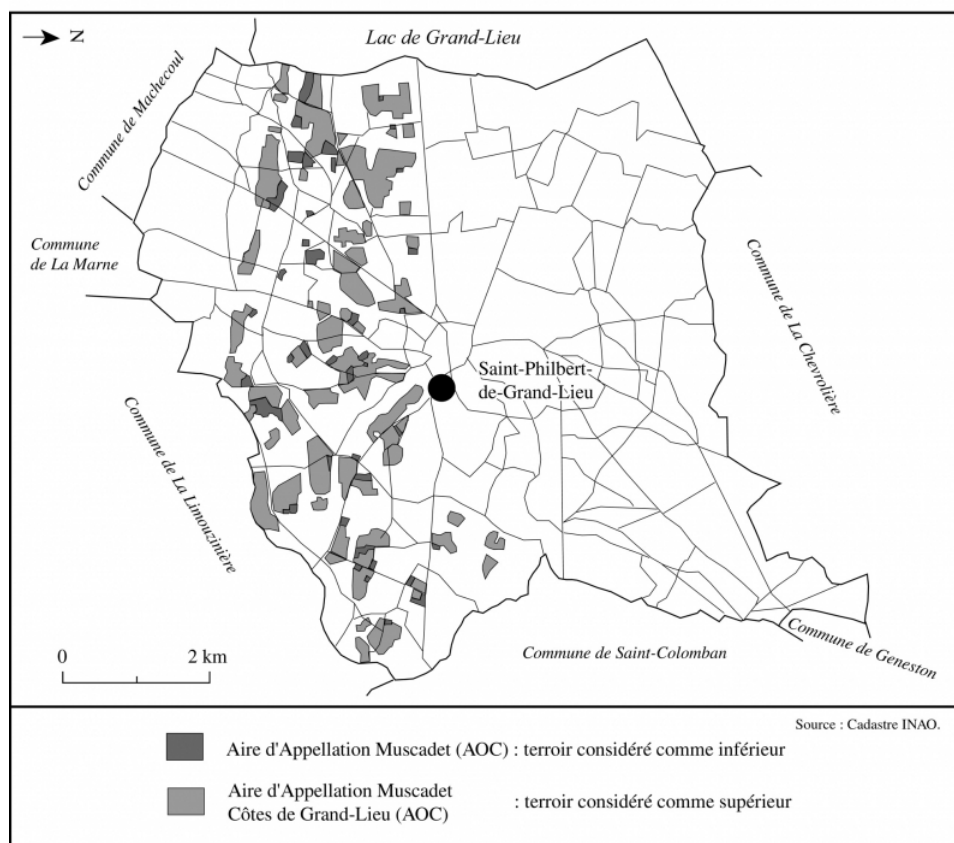 N
Lac de Grand-Lieu
Commune de Machecoul
Commune
de La Marne
Commune de La Chevrolière
Saint-Philbert-
de-Grand-Lieu
Commune de La Limouzinière
0 2 km
Commune de Saint-Colomban
Commune de Geneston
Source : Cadastre INAO.
Aire d'Appellation Muscadet (AOC) : terroir considéré comme inférieur
Aire d'Appellation Muscadet
Côtes de Grand-Lieu (AOC) : terroir considéré comme supérieur